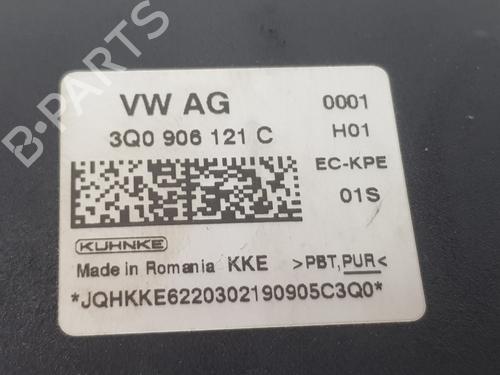 B-PARTS
VW AG 0001
3Q0 906 121 C H01
EC-KPE
01S
KUHNKE
Made in Romania KKE >PBT,PUR<
*JQHKKE6220302190905C3Q0*